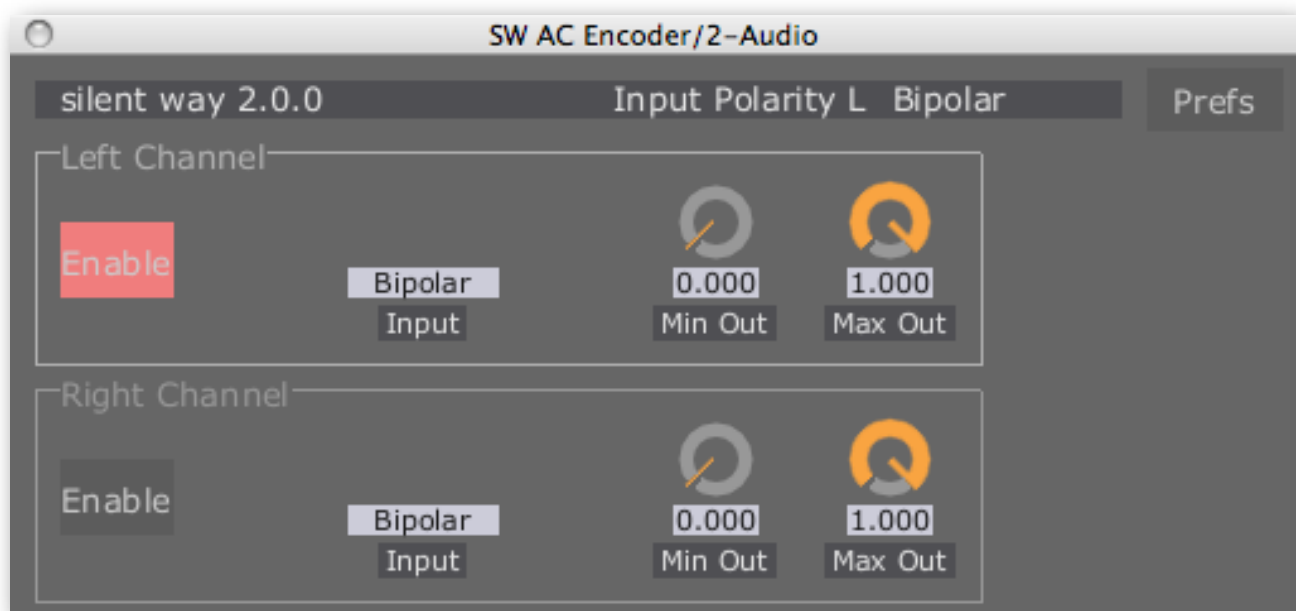 SW AC Encoder/2-Audio
silent way 2.0.0 Input Polarity L Bipolar Prefs
Left Channel
Enable
Bipolar 0.000 1.000
Input Min Out Max Out
Right Channel
Enable
Bipolar 0.000 1.000
Input Min Out Max Out